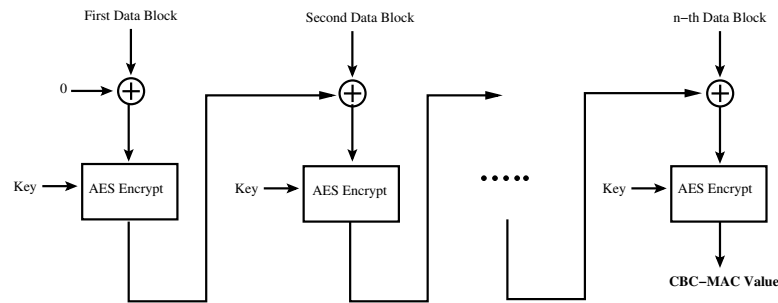 First Data Block
Second Data Block
n-th Data Block
0
Key
AES Encrypt
Key
AES Encrypt
.....
Key
AES Encrypt
CBC-MAC Value